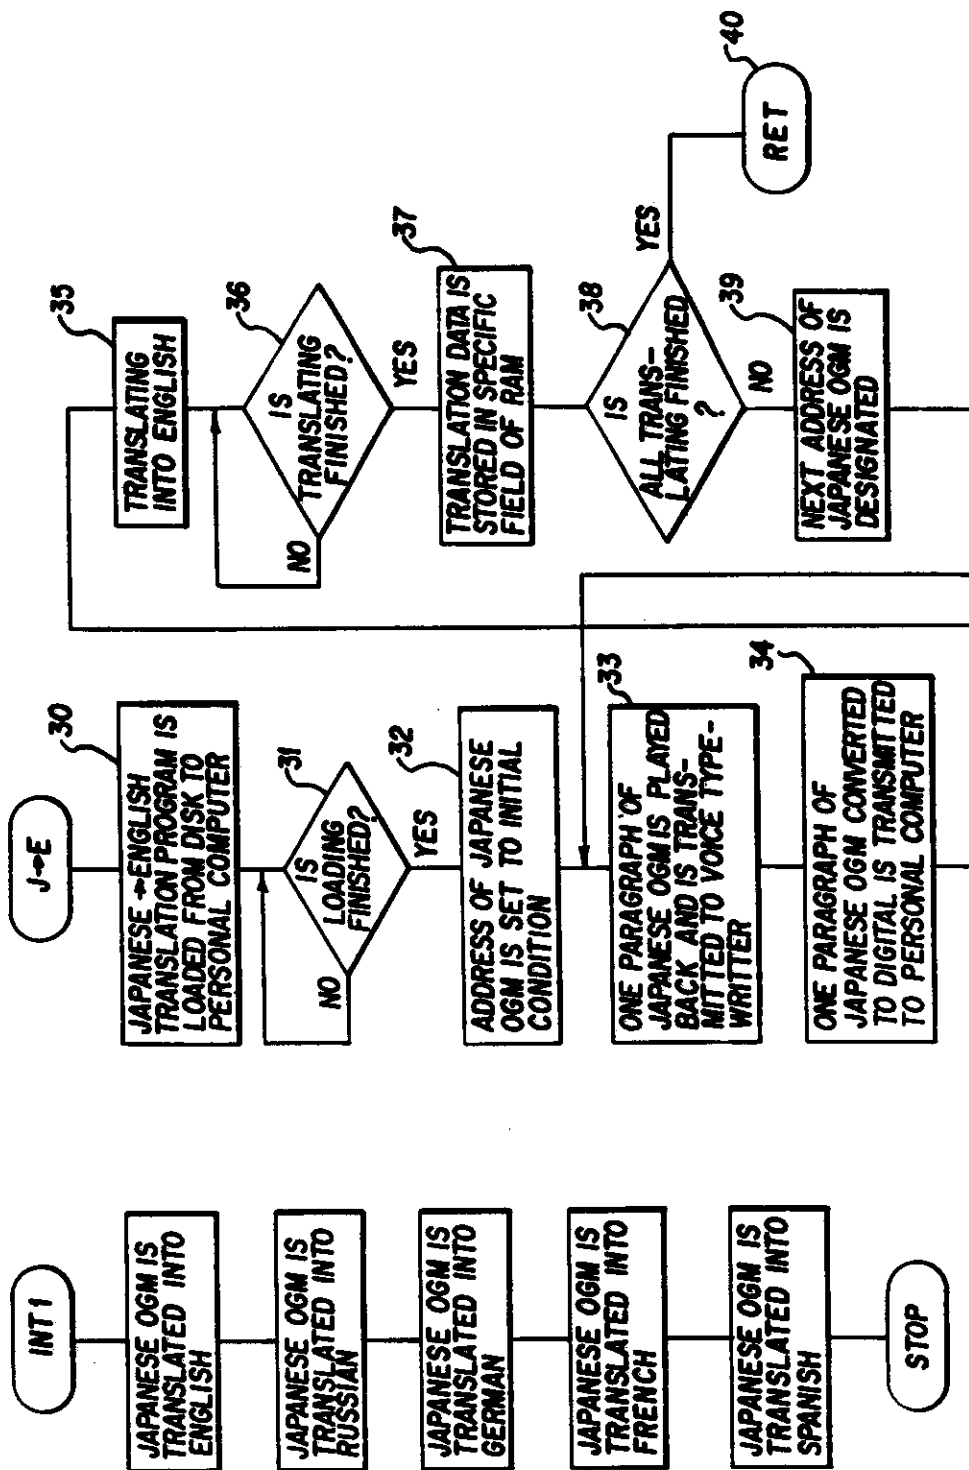 INT 1
JAPANESE OGM IS
TRANSLATED INTO
ENGLISH
JAPANESE OGM IS
TRANSLATED INTO
RUSSIAN
JAPANESE OGM IS
TRANSLATED INTO
GERMAN
JAPANESE OGM IS
TRANSLATED INTO
FRENCH
JAPANESE OGM IS
TRANSLATED INTO
SPANISH
STOP
J→E
30
JAPANESE→ENGLISH
TRANSLATION PROGRAM IS
LOADED FROM DISK TO
PERSONAL COMPUTER
31
IS
LOADING
FINISHED?
NO
YES
32
ADDRESS OF JAPANESE
OGM IS SET TO INITIAL
CONDITION
33
ONE PARAGRAPH OF
JAPANESE OGM IS PLAYED
BACK AND IS TRANS-
MITTED TO VOICE TYPE-
WRITTER
34
ONE PARAGRAPH OF
JAPANESE OGM CONVERTED
TO DIGITAL IS TRANSMITTED
TO PERSONAL COMPUTER
35
TRANSLATING
INTO ENGLISH
36
IS
TRANSLATING
FINISHED?
NO
YES
37
TRANSLATION DATA IS
STORED IN SPECIFIC
FIELD OF RAM
38
IS
ALL TRANS-
LATING FINISHED
?
YES
NO
39
NEXT ADDRESS OF
JAPANESE OGM IS
DESIGNATED
40
RET